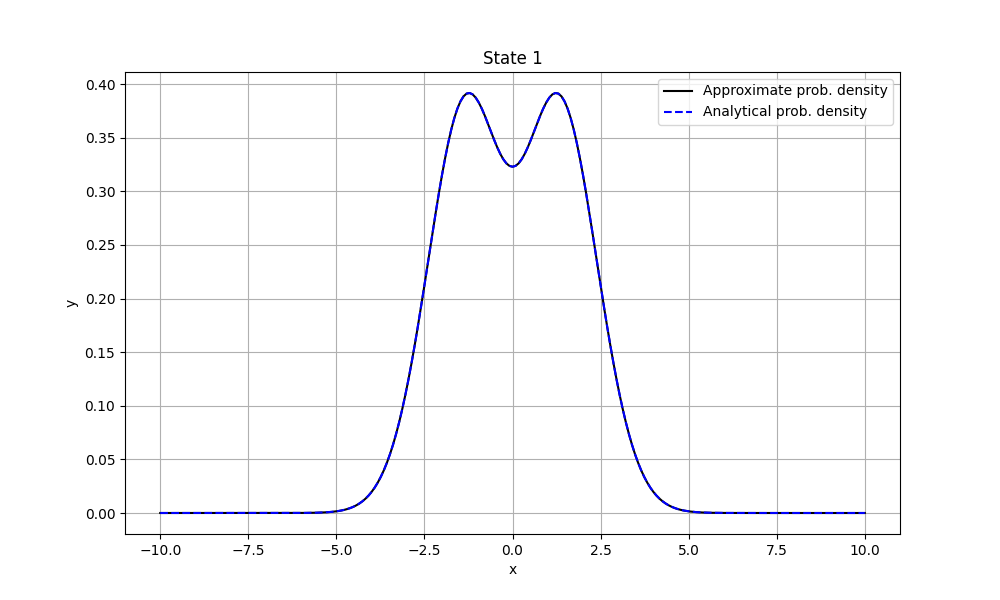 State 1
Approximate prob. density
Analytical prob. density
y
0.40
0.35
0.30
0.25
0.20
0.15
0.10
0.05
0.00
−10.0 −7.5 −5.0 −2.5 0.0 2.5 5.0 7.5 10.0
x